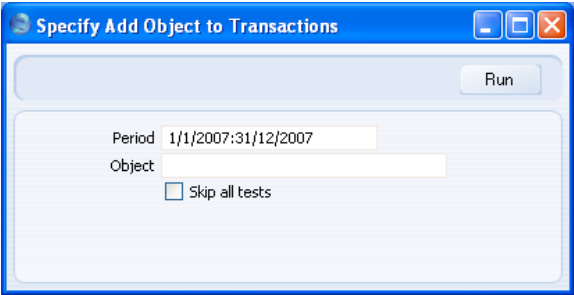 Specify Add Object to Transactions
Run
Period 1/1/2007:31/12/2007
Object
Skip all tests